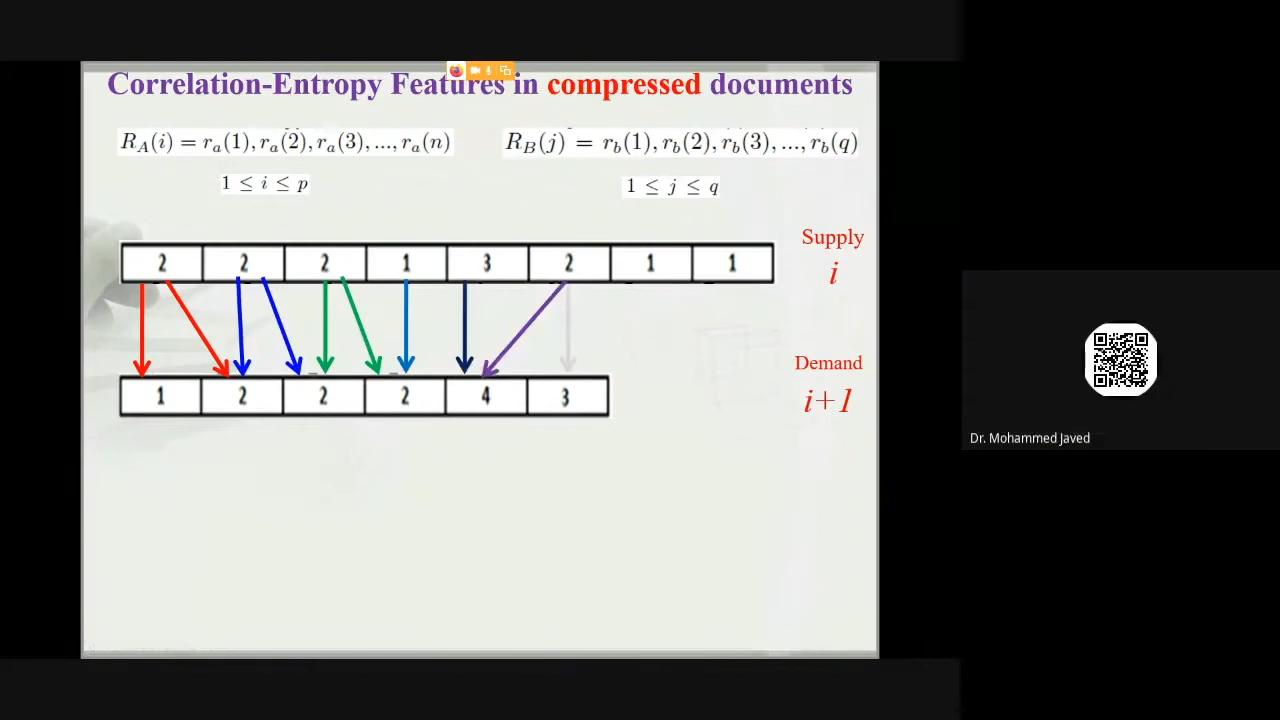 Correlation-Entropy Features in compressed documents
R_A(i) = r_a(1), r_a(2), r_a(3), ..., r_a(n)
R_B(j) = r_b(1), r_b(2), r_b(3), ..., r_b(q)
1 ≤ i ≤ p
1 ≤ j ≤ q
Supply
2 2 2 1 3 2 1 1
i
Demand
1 2 2 2 4 3
i+1
Dr. Mohammed Javed